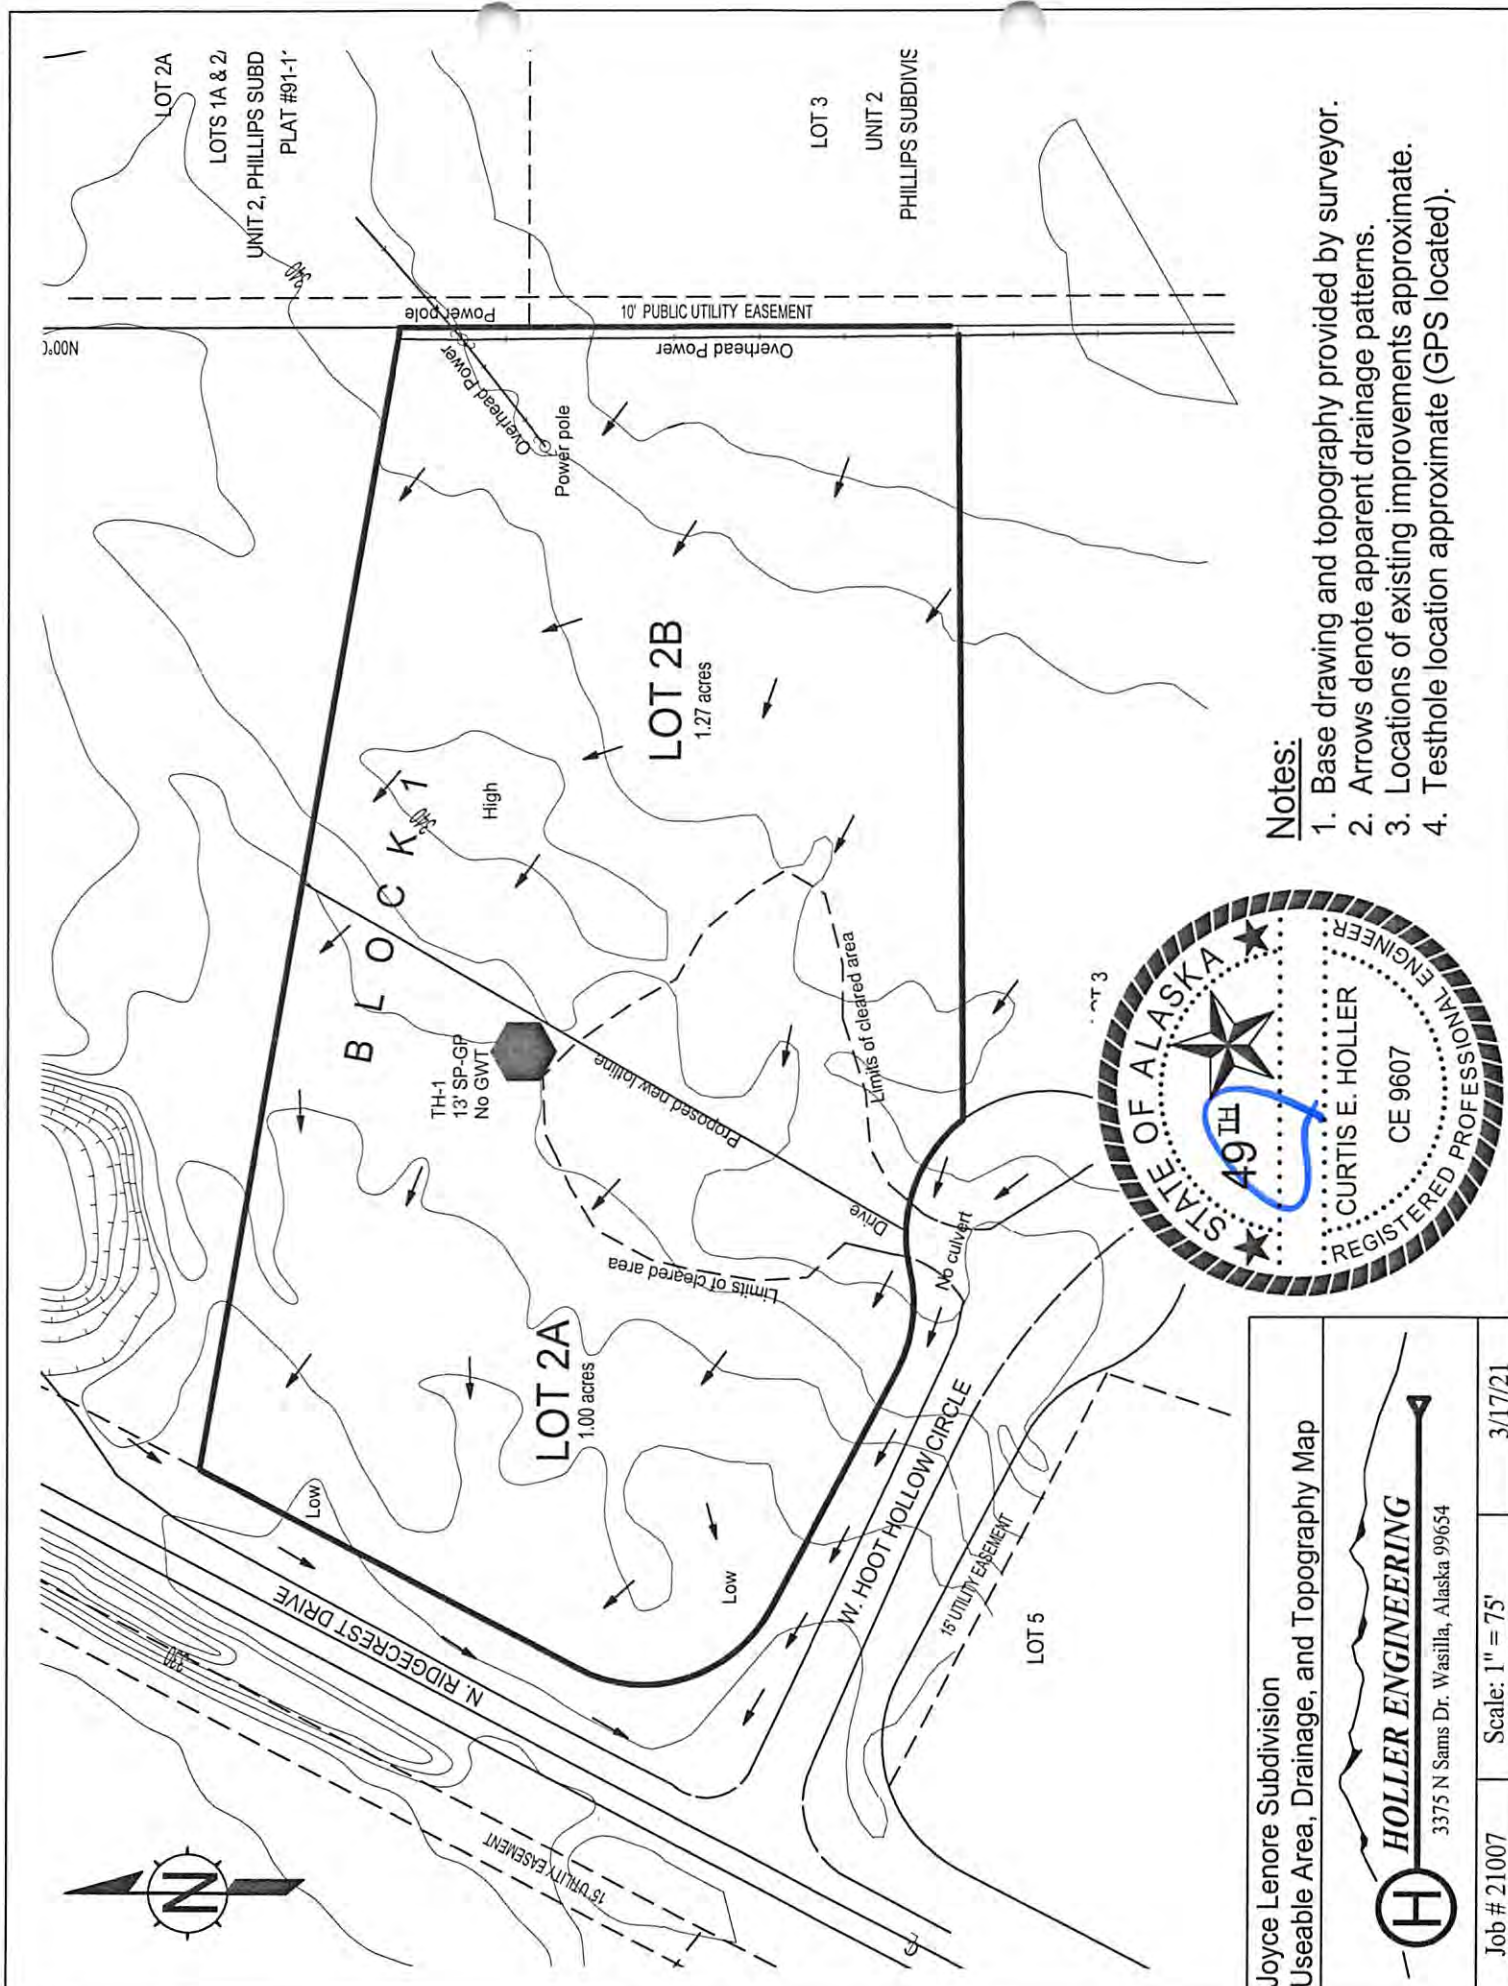 LOT 2A
LOTS 1A & 2
UNIT 2, PHILLIPS SUBD
PLAT #91-1
340
LOT 3
UNIT 2
PHILLIPS SUBDIVIS
Power pole
10' PUBLIC UTILITY EASEMENT
Overhead Power
Overhead Power
Power pole
LOT 2B
1.27 acres
BLOCK 1
340
High
TH-1
13' SP-GP
No GWT
Proposed new lotline
Limits of cleared area
Limits of cleared area
Drive
No culvert
LOT 2A
1.00 acres
Low
Low
N. RIDGECREST DRIVE
330
W. HOOT HOLLOW CIRCLE
15' UTILITY EASEMENT
15' UTILITY EASEMENT
LOT 5
N
Notes:
1. Base drawing and topography provided by surveyor.
2. Arrows denote apparent drainage patterns.
3. Locations of existing improvements approximate.
4. Testhole location approximate (GPS located).
STATE OF ALASKA
49TH
CURTIS E. HOLLER
CE 9607
REGISTERED PROFESSIONAL ENGINEER
Joyce Lenore Subdivision
Useable Area, Drainage, and Topography Map
H HOLLER ENGINEERING
3375 N Sams Dr. Wasilla, Alaska 99654
Job # 21007
Scale: 1" = 75'
3/17/21